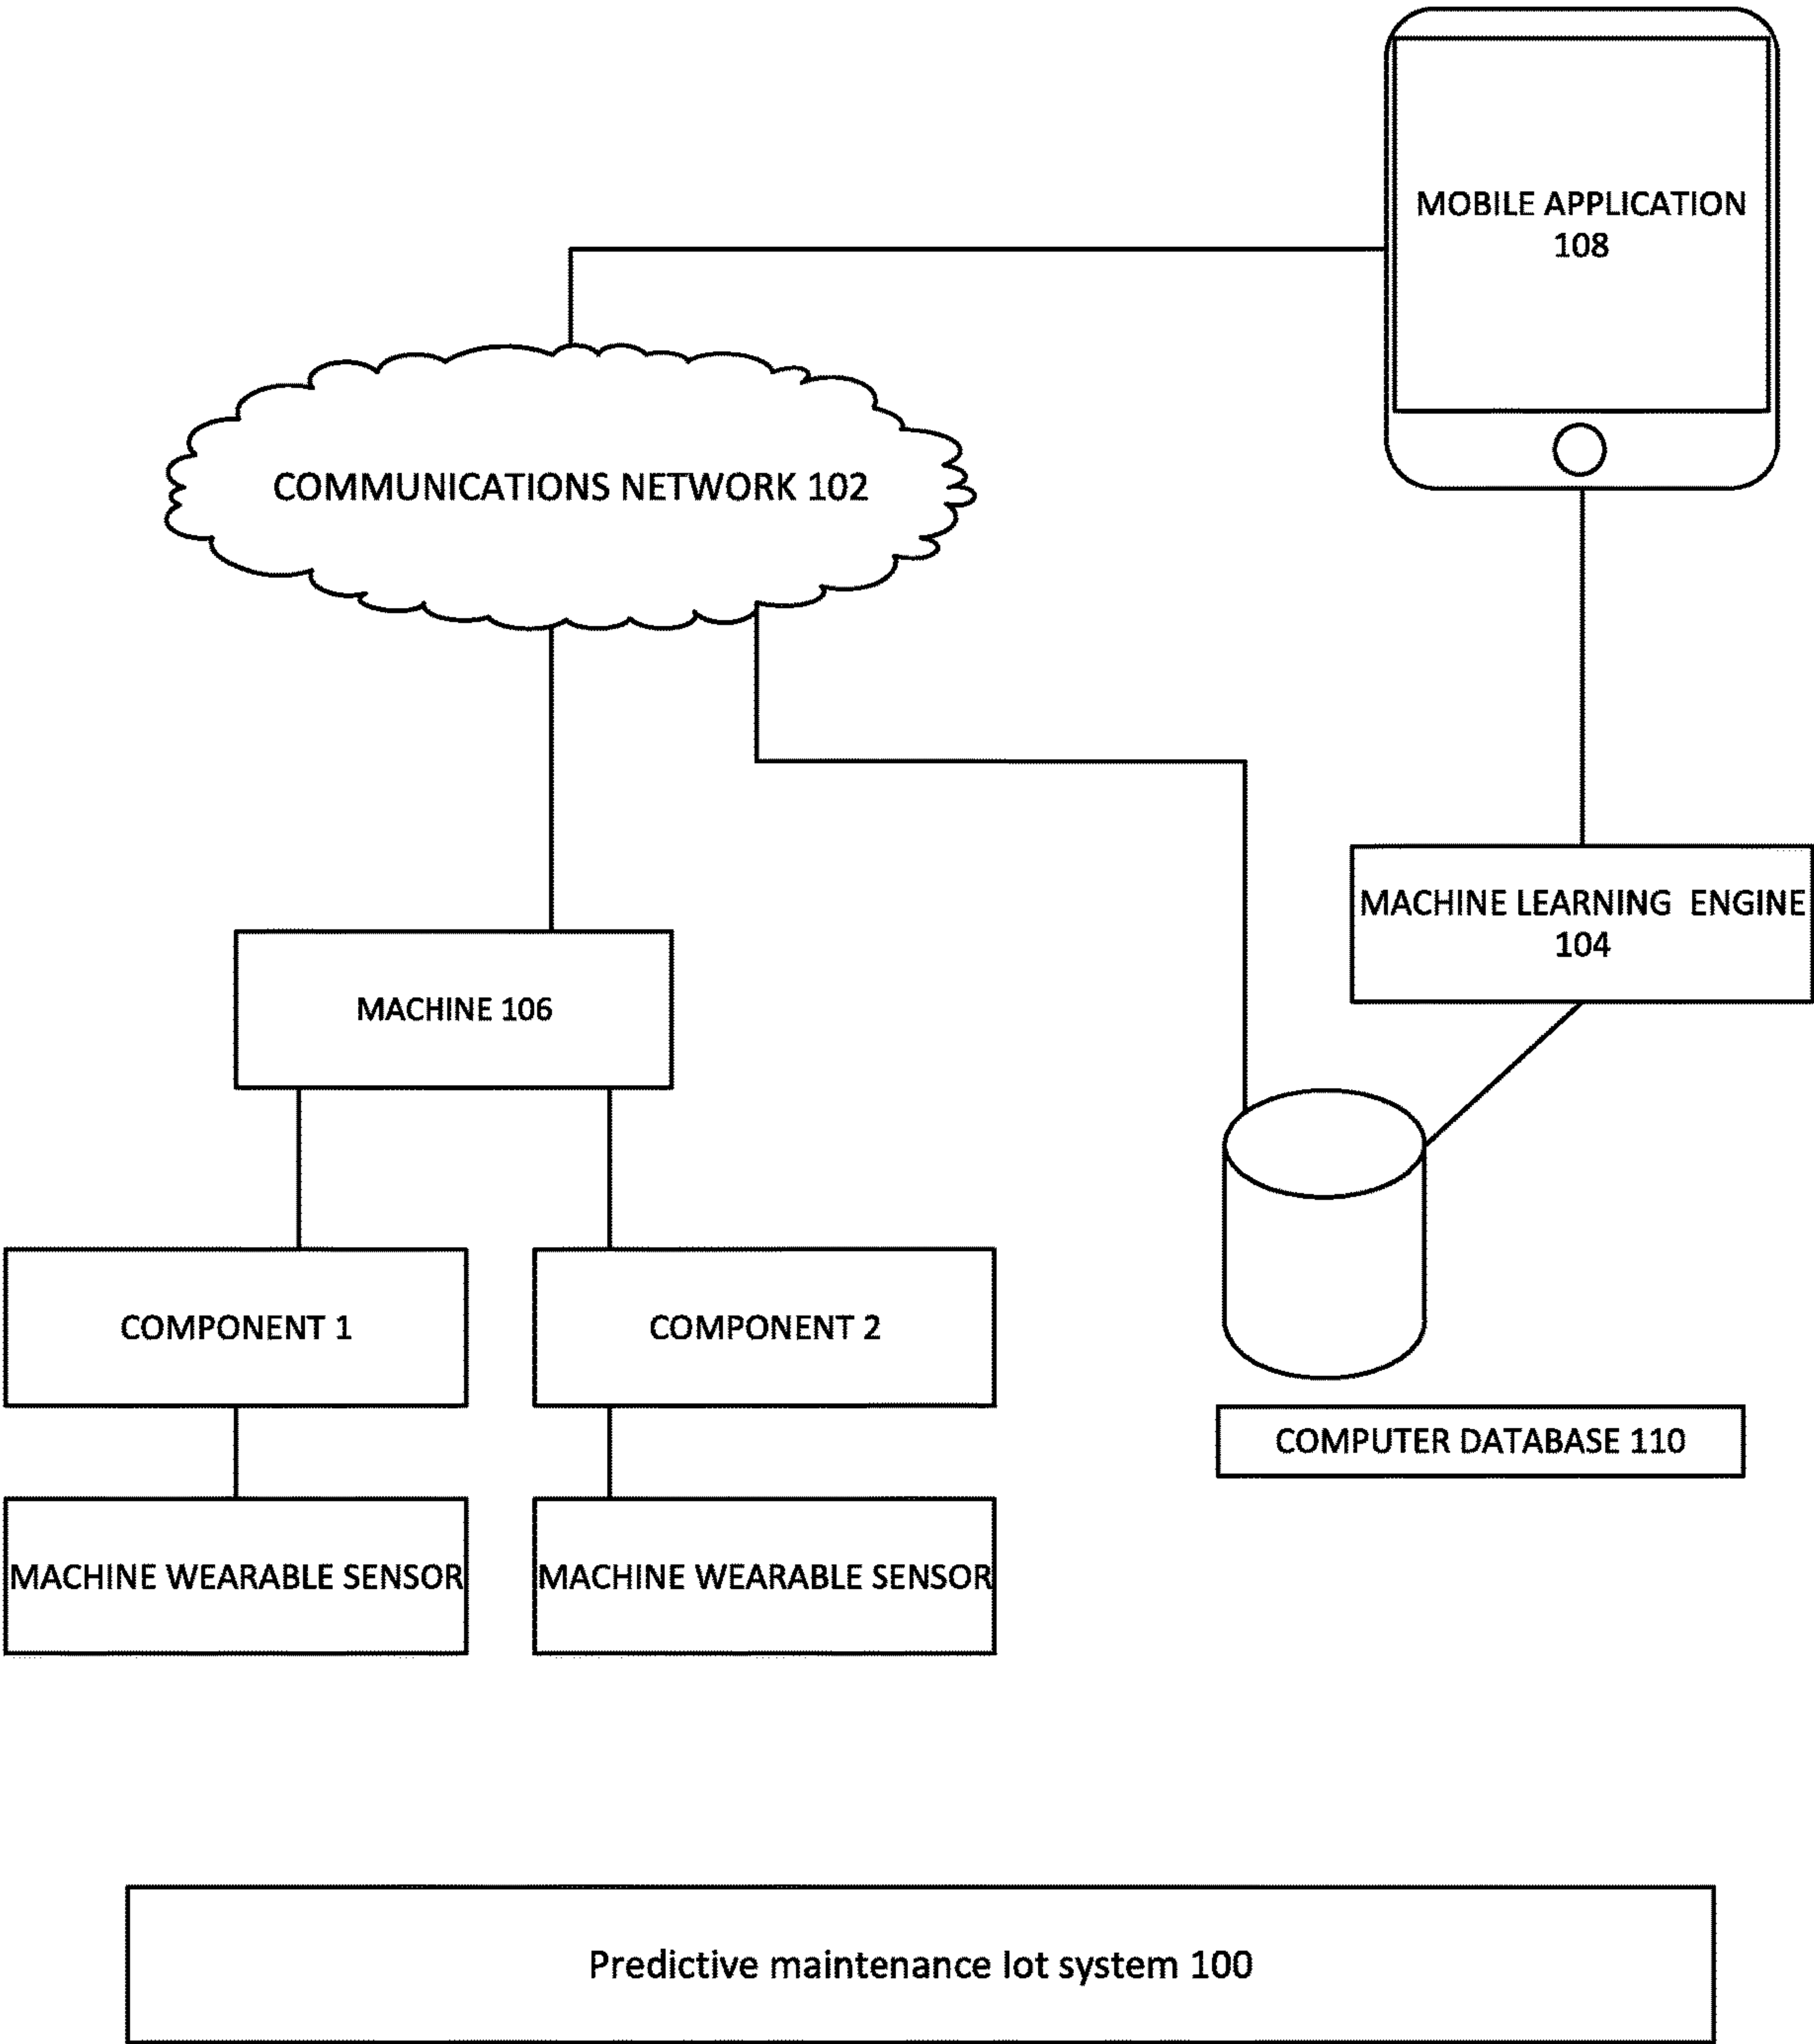 MOBILE APPLICATION
108
COMMUNICATIONS NETWORK 102
MACHINE LEARNING ENGINE
104
MACHINE 106
COMPONENT 1
COMPONENT 2
COMPUTER DATABASE 110
MACHINE WEARABLE SENSOR
MACHINE WEARABLE SENSOR
Predictive maintenance Iot system 100